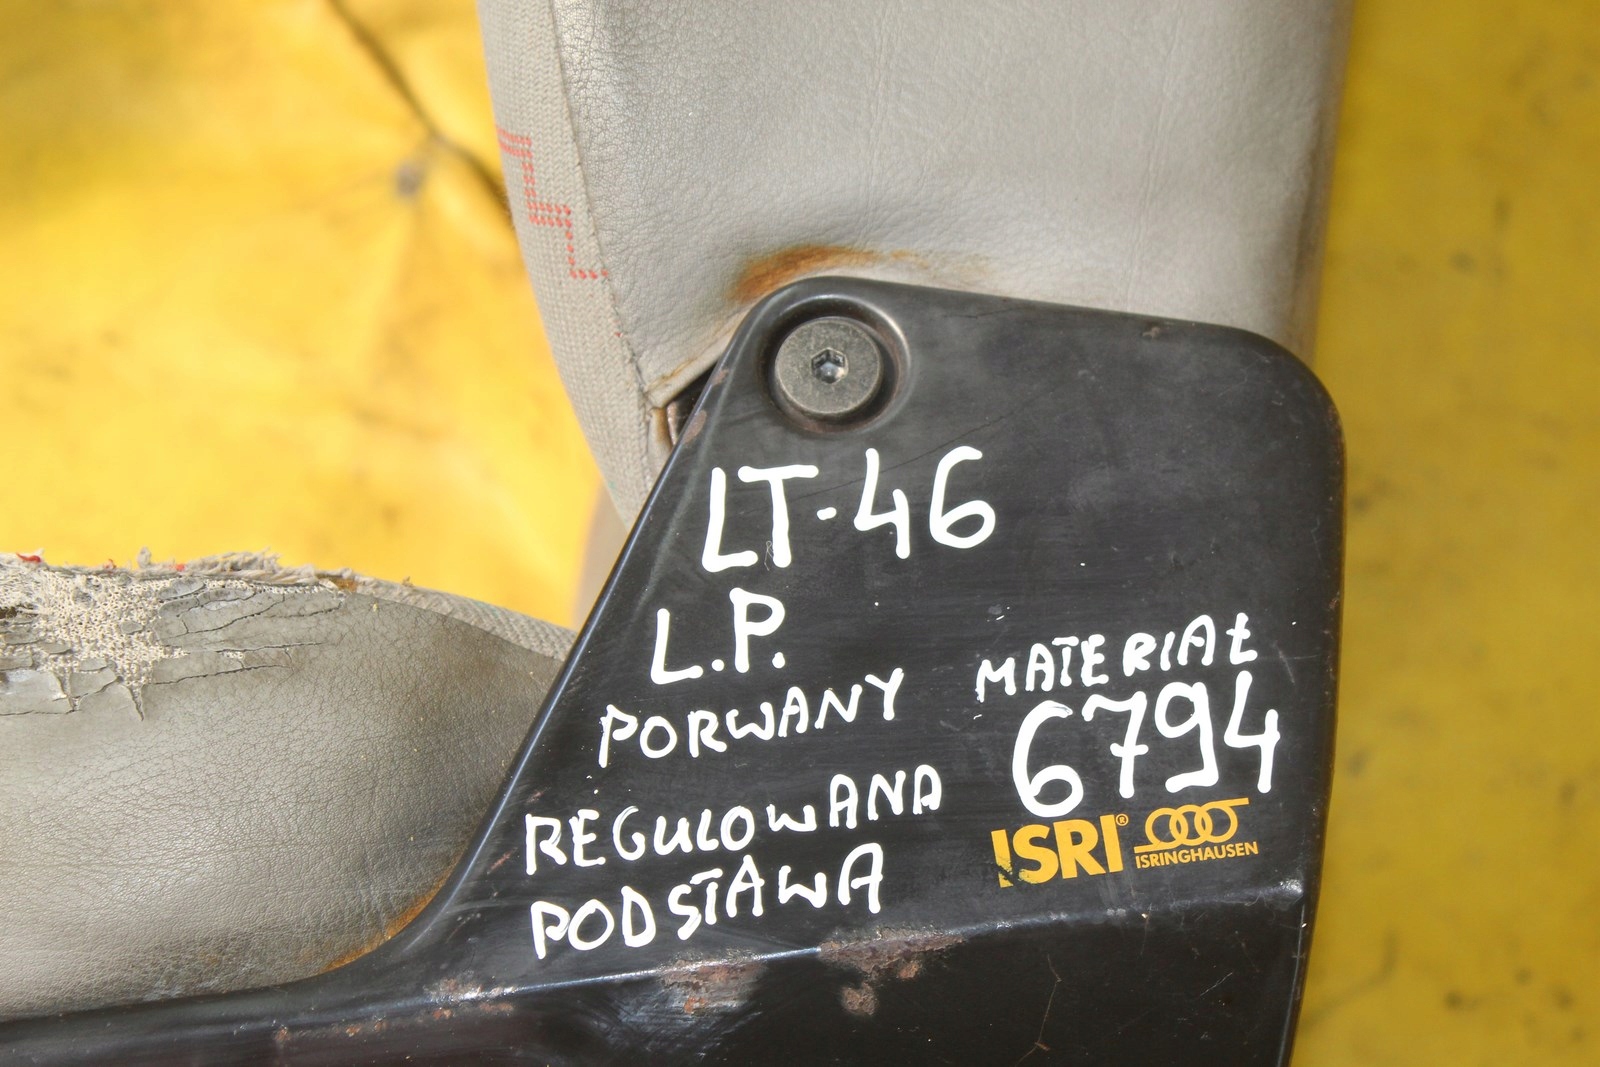 LT-46
L.P.
PORWANY MATERIAŁ
6794
REGULOWANA
PODSTAWA
ISRI®
ISRINGHAUSEN